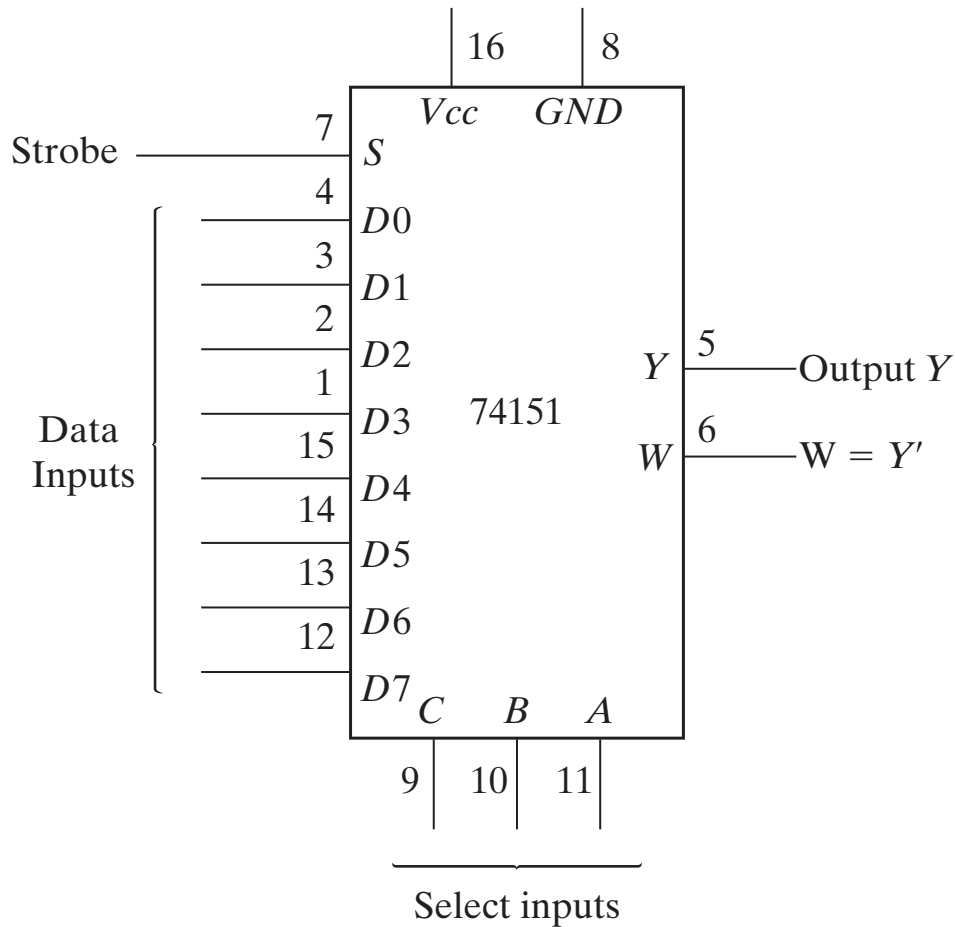 16
8
Vcc
GND
7
Strobe
S
4
D0
3
D1
2
D2
1
D3
15
D4
14
D5
13
D6
12
D7
Data
Inputs
74151
Y
5
Output Y
W
6
W = Y′
C
B
A
9
10
11
Select inputs